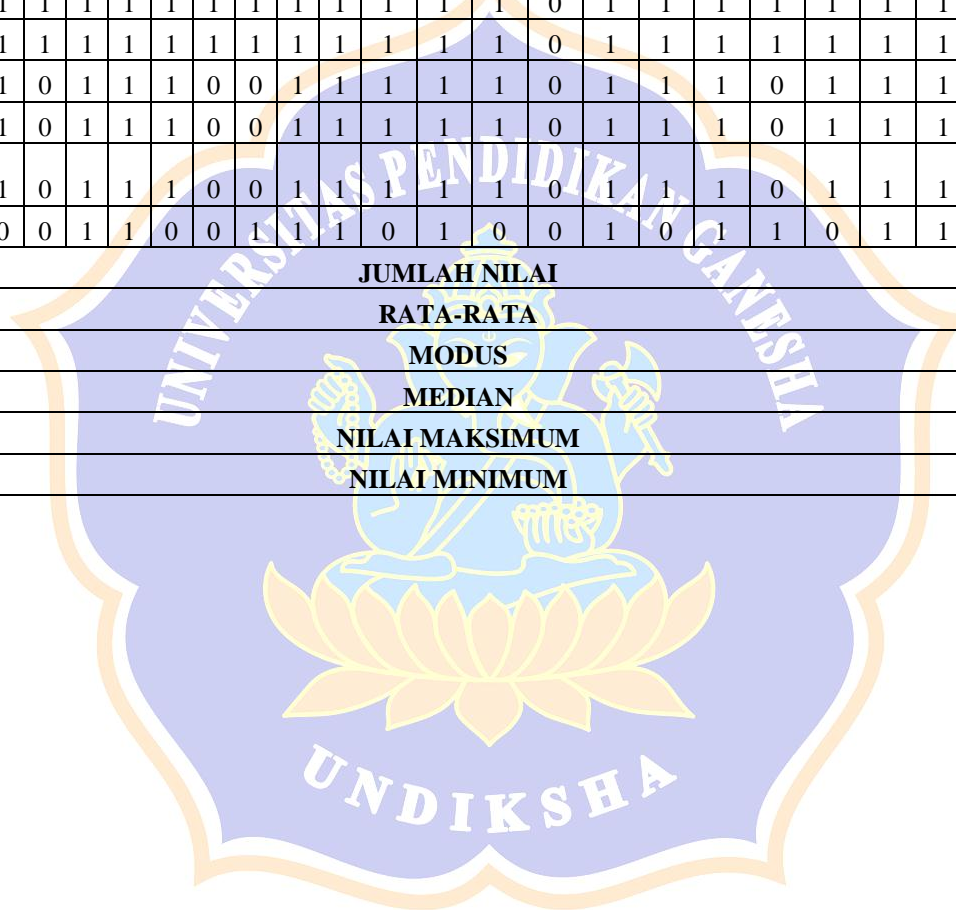 1 1 1 1 1 1 1 1 1 1 1 1 0 1 1 1 1 1 1 1
1 1 1 1 1 1 1 1 1 1 1 1 0 1 1 1 1 1 1 1
1 0 1 1 1 0 0 1 1 1 1 1 0 1 1 1 0 1 1 1
1 0 1 1 1 0 0 1 1 1 1 1 0 1 1 1 0 1 1 1
1 0 1 1 1 0 0 1 1 1 1 1 0 1 1 1 0 1 1 1
0 0 1 1 0 0 1 1 1 0 1 0 0 1 0 1 1 0 1 1
JUMLAH NILAI
RATA-RATA
MODUS
MEDIAN
NILAI MAKSIMUM
NILAI MINIMUM
UNIVERSITAS PENDIDIKAN GANESHA
UNDIKSHA